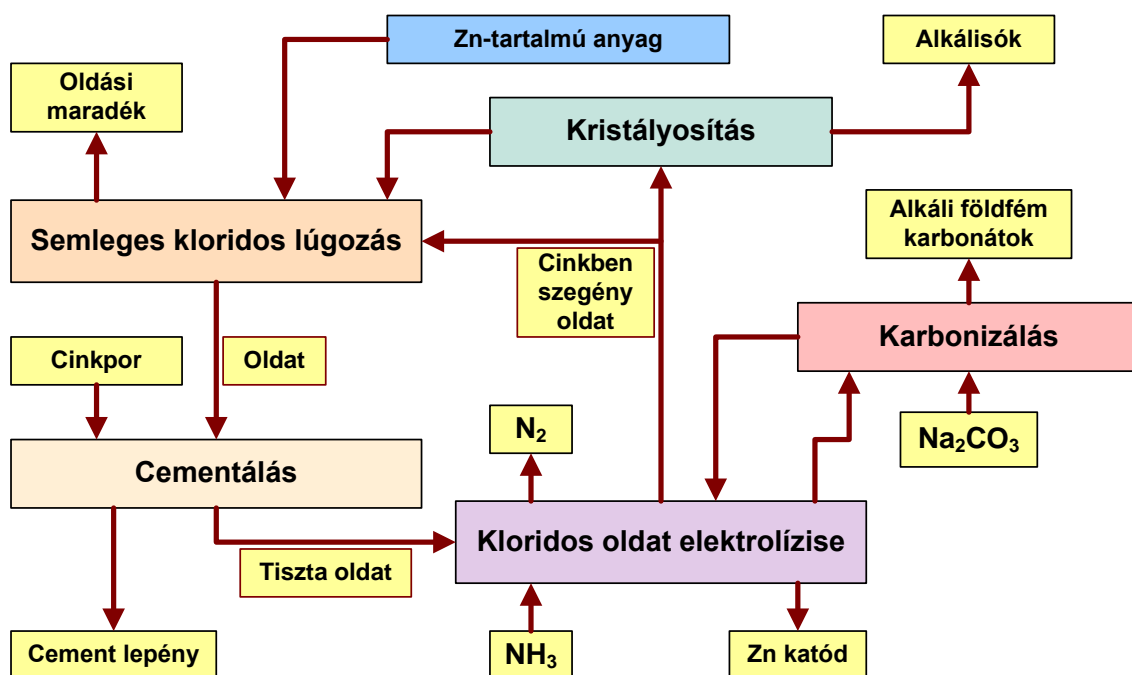 Zn-tartalmú anyag
Alkálisók
Oldási
maradék
Kristályosítás
Semleges kloridos lúgozás
Alkáli földfém
karbonátok
Cinkben
szegény
oldat
Karbonizálás
Cinkpor
Oldat
N₂
Na₂CO₃
Cementálás
Kloridos oldat elektrolízise
Tiszta oldat
Cement lepény
NH₃
Zn katód